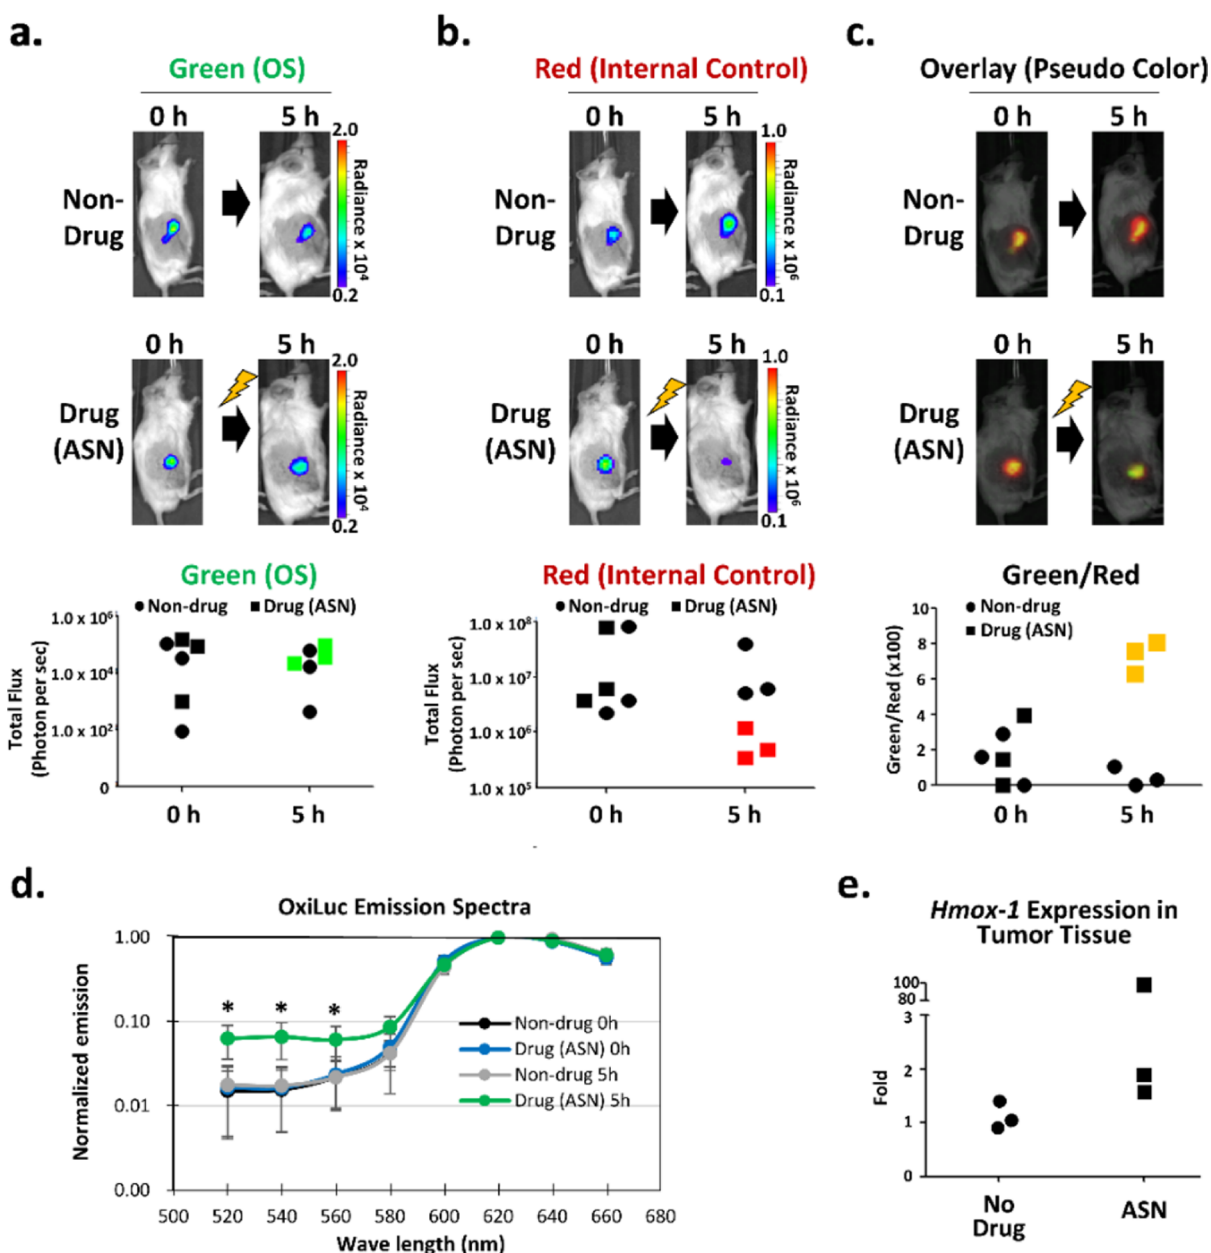 a.
Green (OS)
0 h
5 h
2.0
Radiance x 10⁴
0.2
Non-
Drug
0 h
5 h
2.0
Radiance x 10⁴
0.2
Drug
(ASN)
Green (OS)
Non-drug
Drug (ASN)
Total Flux
(Photon per sec)
1.0 x 10⁶
1.0 x 10⁴
1.0 x 10²
0
0 h
5 h
b.
Red (Internal Control)
0 h
5 h
1.0
Radiance x 10⁶
0.1
Non-
Drug
0 h
5 h
1.0
Radiance x 10⁶
0.1
Drug
(ASN)
Red (Internal Control)
Non-drug
Drug (ASN)
Total Flux
(Photon per sec)
1.0 x 10⁸
1.0 x 10⁷
1.0 x 10⁶
1.0 x 10⁵
0 h
5 h
c.
Overlay (Pseudo Color)
0 h
5 h
Non-
Drug
0 h
5 h
Drug
(ASN)
Green/Red
Non-drug
Drug (ASN)
Green/Red (x100)
10
8
6
4
2
0
0 h
5 h
d.
OxiLuc Emission Spectra
Normalized emission
1.00
0.10
0.01
0.00
* * *
Non-drug 0h
Drug (ASN) 0h
Non-drug 5h
Drug (ASN) 5h
500 520 540 560 580 600 620 640 660 680
Wave length (nm)
e.
Hmox-1 Expression in
Tumor Tissue
Fold
100
80
3
2
1
0
No
Drug
ASN